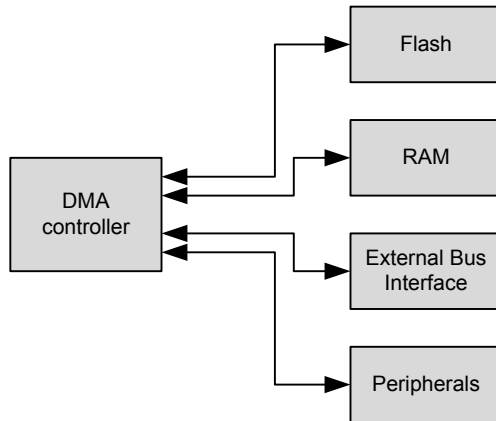 Flash
RAM
DMA
controller
External Bus
Interface
Peripherals